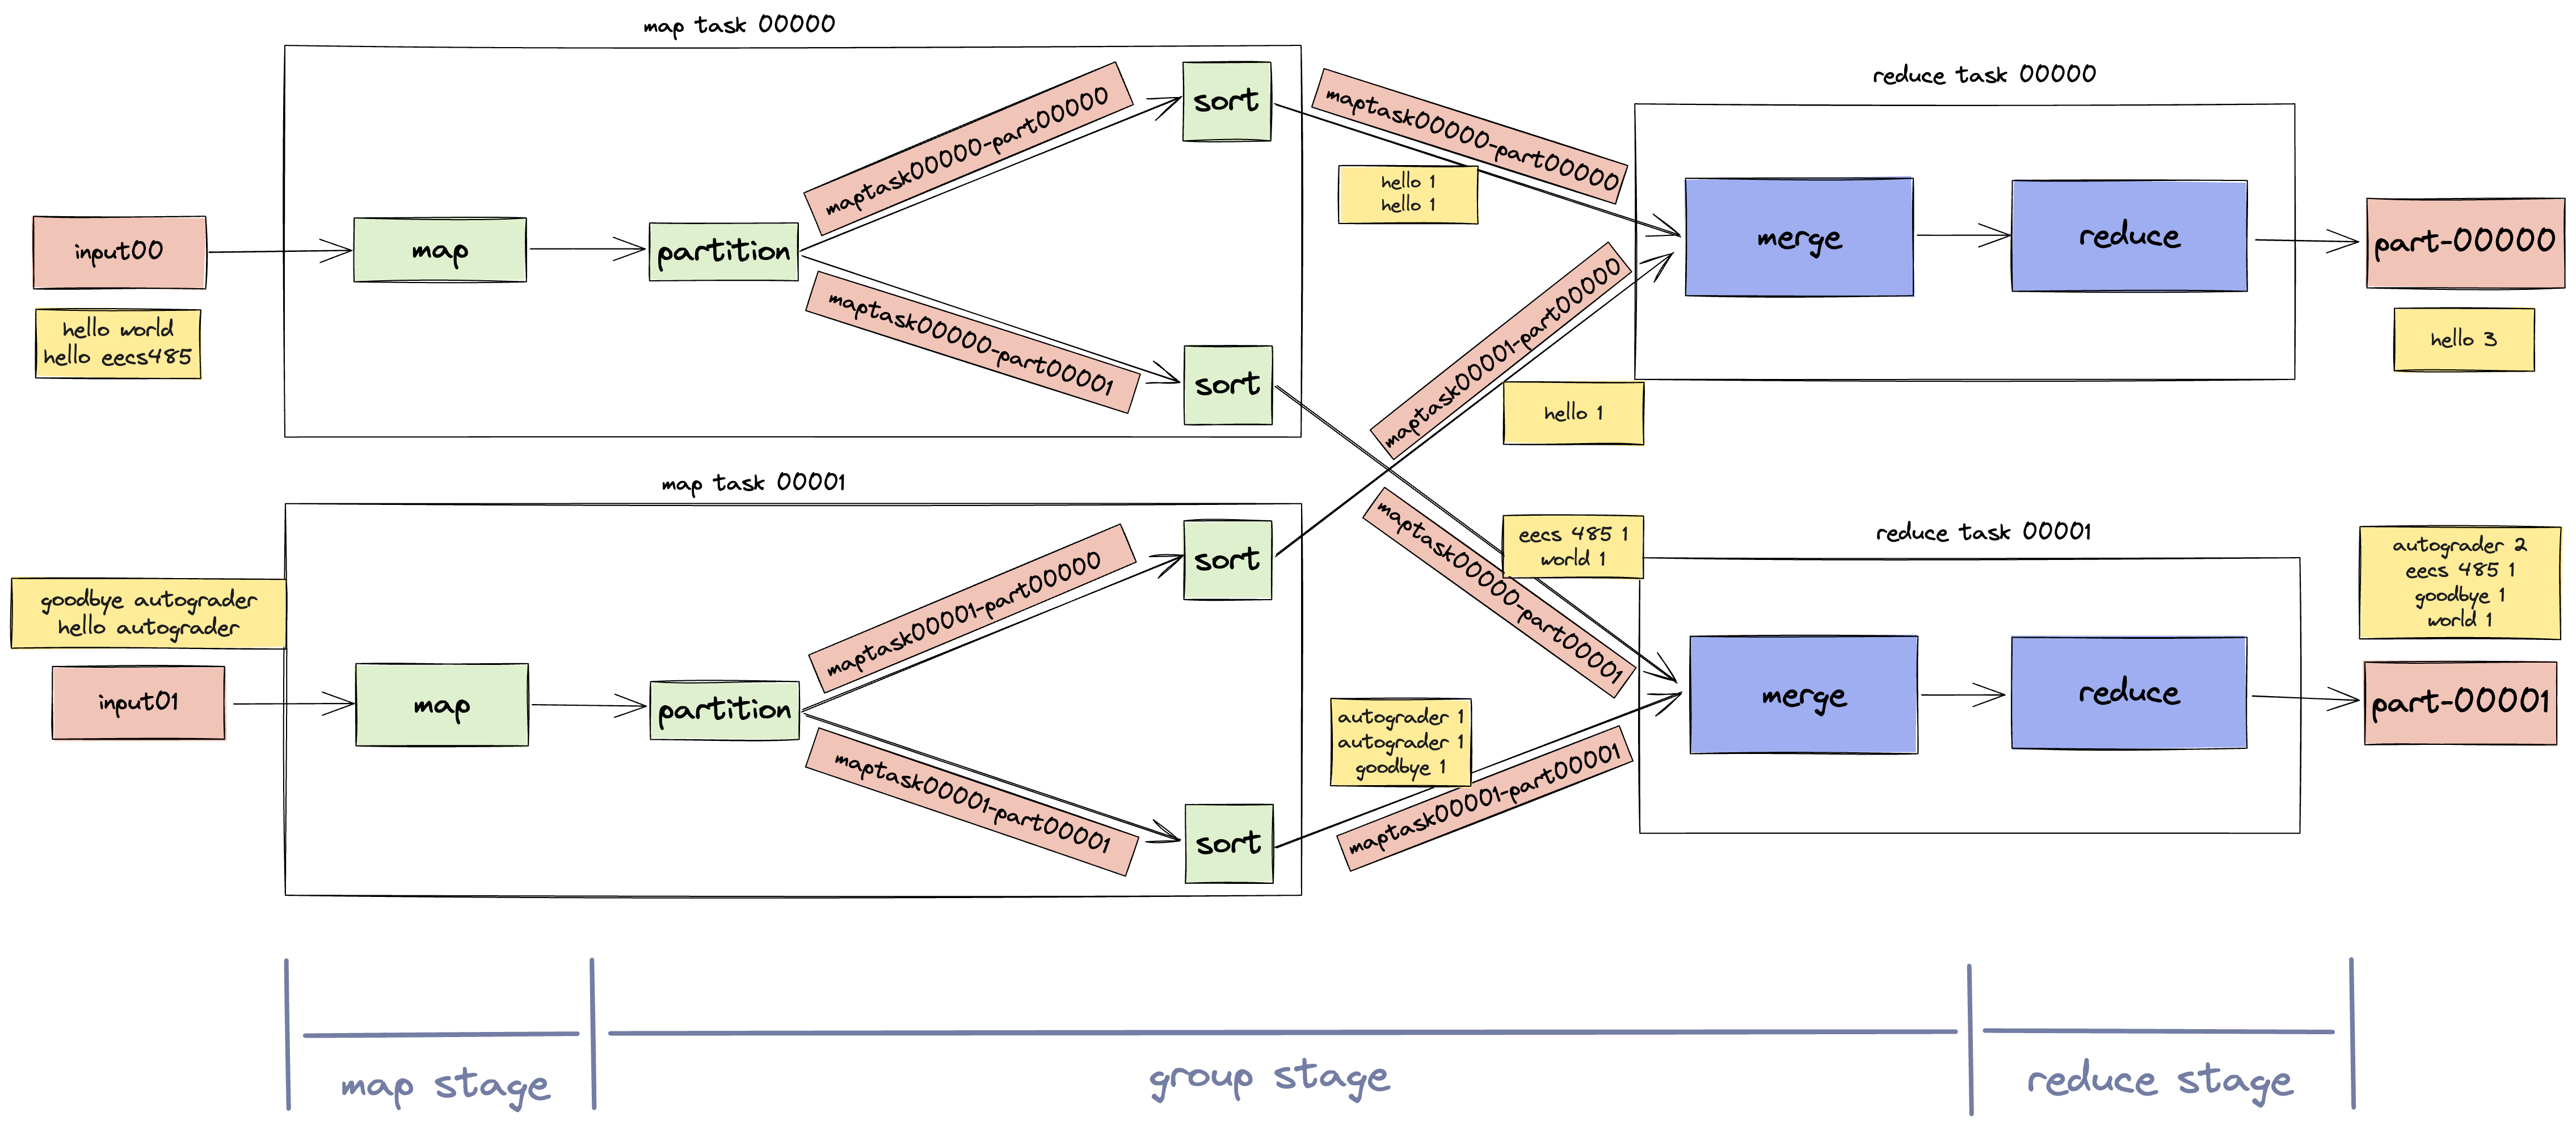 map task 00000
reduce task 00000
input00
hello world
hello eecs485
map
partition
maptask00000-part00000
maptask00000-part00001
sort
sort
maptask00000-part00000
hello 1
hello 1
maptask00001-part00000
hello 1
merge
reduce
part-00000
hello 3
map task 00001
reduce task 00001
goodbye autograder
hello autograder
input01
map
partition
maptask00001-part00000
maptask00001-part00001
sort
sort
maptask00000-part00001
eecs 485 1
world 1
autograder 1
autograder 1
goodbye 1
maptask00001-part00001
merge
reduce
autograder 2
eecs 485 1
goodbye 1
world 1
part-00001
map stage
group stage
reduce stage